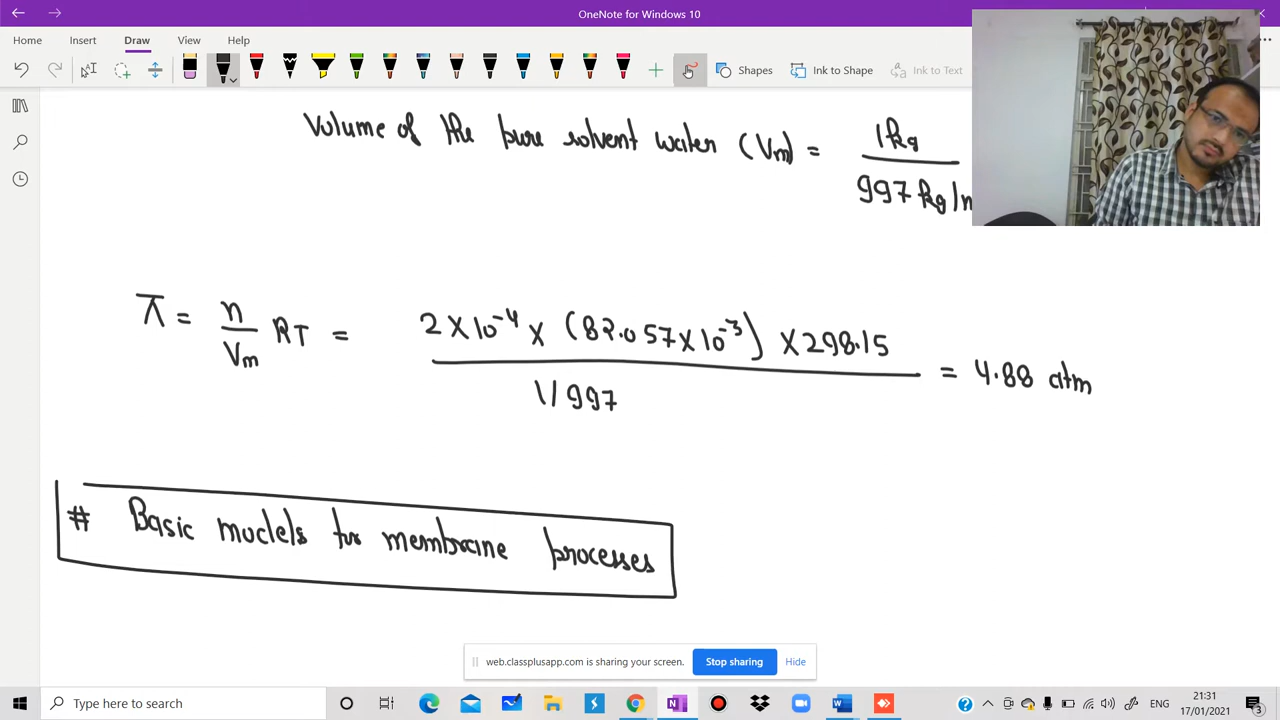 OneNote for Windows 10
Home Insert Draw View Help
Shapes Ink to Shape Ink to Text
Volume of the pure solvent water (Vm) = 1kg
997 kg/m
π = n RT = 2×10⁻⁴ × (82.057×10⁻³) × 298.15 = 4.88 atm
Vm 1/997
# Basic models for membrane processes
web.classplusapp.com is sharing your screen. Stop sharing Hide
Type here to search
ENG 21:31
17/01/2021 3